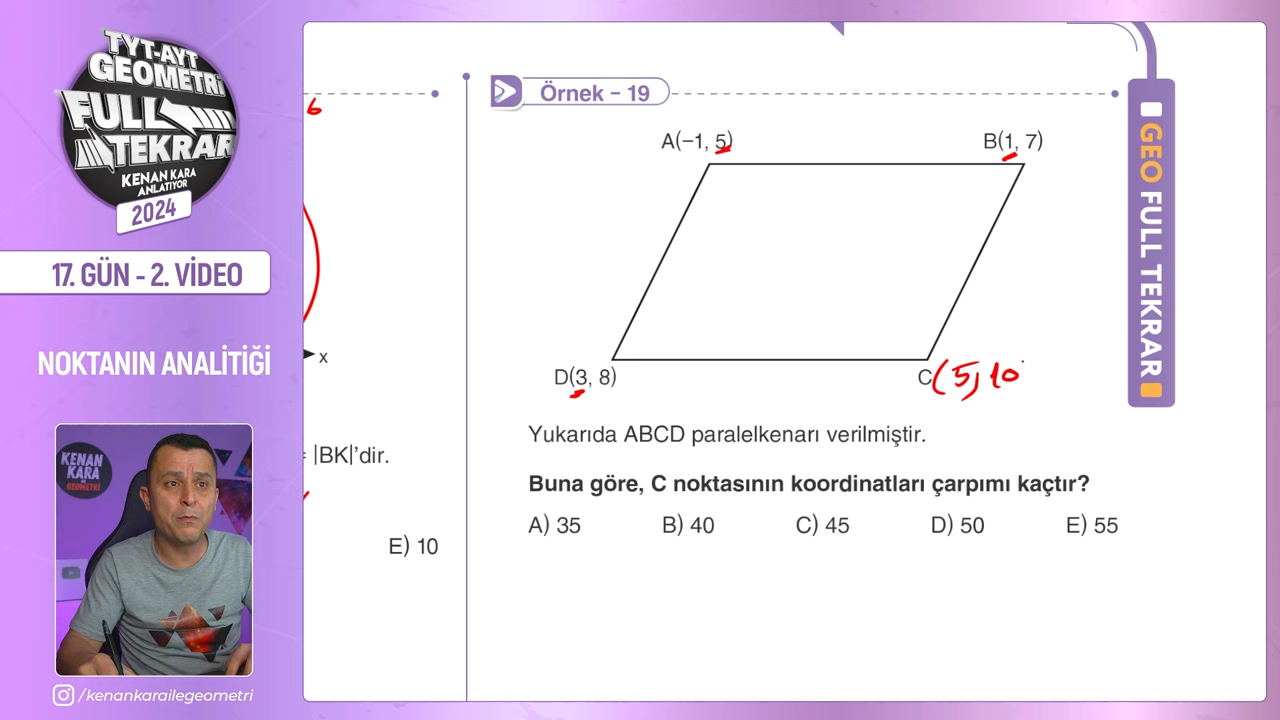 TYT-AYT
GEOMETRİ
FULL
TEKRAR
KENAN KARA
ANLATIYOR
2024
17. GÜN - 2. VİDEO
NOKTANIN ANALİTİĞİ
KENAN
KARA
GEOMETRİ
/kenankarailegeometri
6
x
= |BK|’dir.
E) 10
Örnek – 19
A(−1, 5)
B(1, 7)
D(3, 8)
C(5, 10
Yukarıda ABCD paralelkenarı verilmiştir.
Buna göre, C noktasının koordinatları çarpımı kaçtır?
A) 35 B) 40 C) 45 D) 50 E) 55
GEO FULL TEKRAR